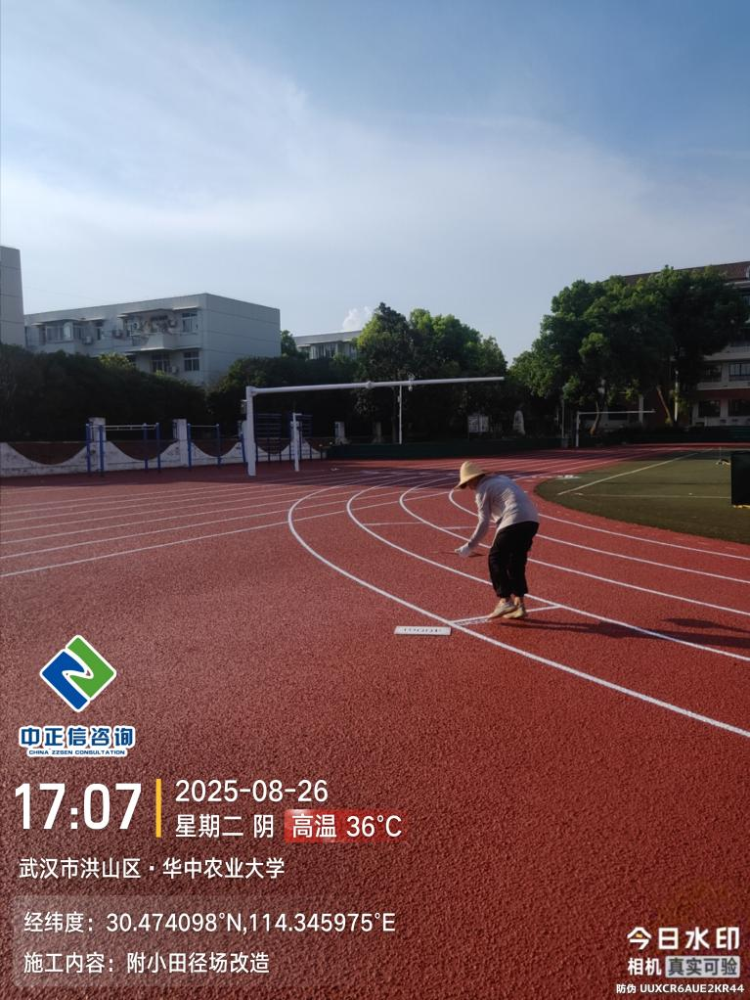 中正信咨询
CHINA ZZSEN CONSULTATION
17:07
2025-08-26
星期二 阴 高温 36°C
武汉市洪山区·华中农业大学
经纬度：30.474098°N,114.345975°E
施工内容：附小田径场改造
今日水印
相机 真实可验
防伪 UUXCR6AUE2KR44